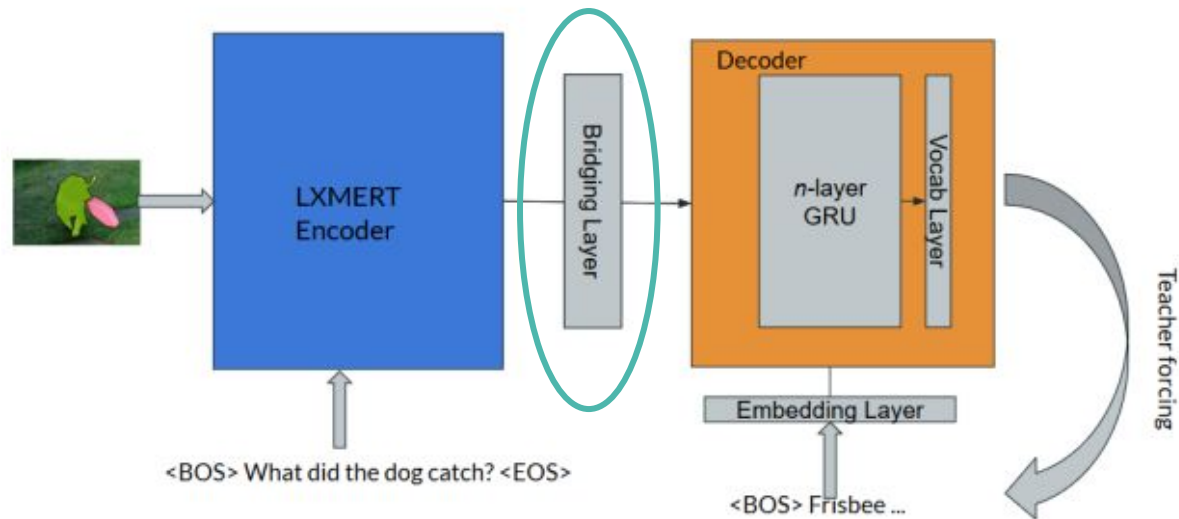 LXMERT
Encoder
Bridging Layer
Decoder
n-layer
GRU
Vocab Layer
Teacher forcing
Embedding Layer
<BOS> What did the dog catch? <EOS>
<BOS> Frisbee ...